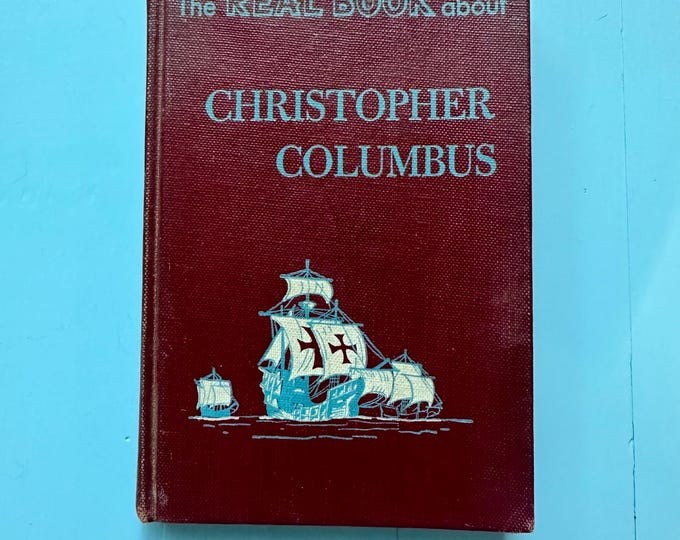 The REAL BOOK about
CHRISTOPHER
COLUMBUS